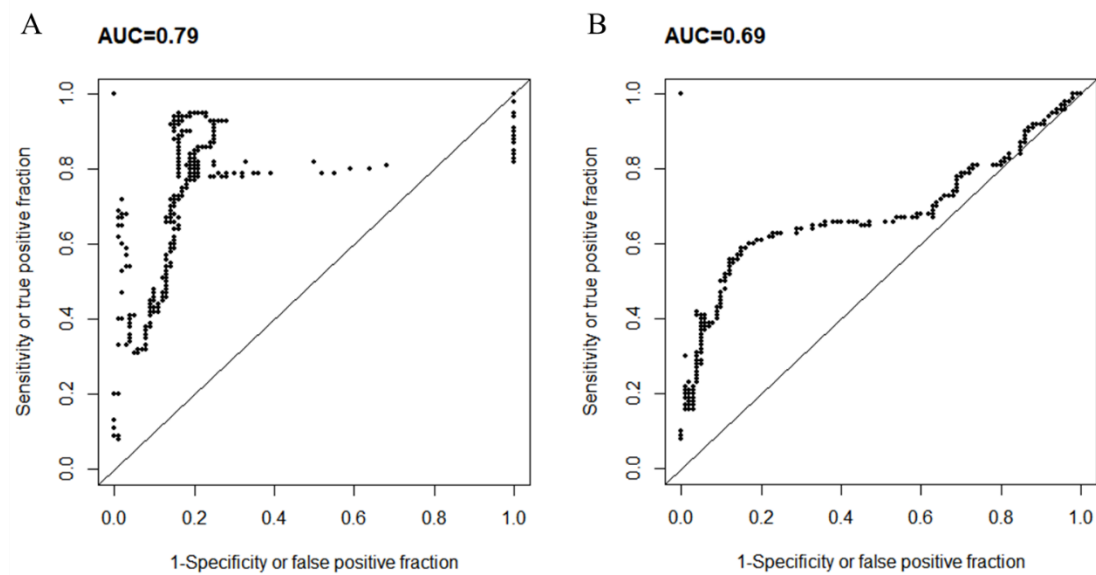 A
AUC=0.79
Sensitivity or true positive fraction
1.0
0.8
0.6
0.4
0.2
0.0
0.0 0.2 0.4 0.6 0.8 1.0
1-Specificity or false positive fraction
B
AUC=0.69
Sensitivity or true positive fraction
1.0
0.8
0.6
0.4
0.2
0.0
0.0 0.2 0.4 0.6 0.8 1.0
1-Specificity or false positive fraction